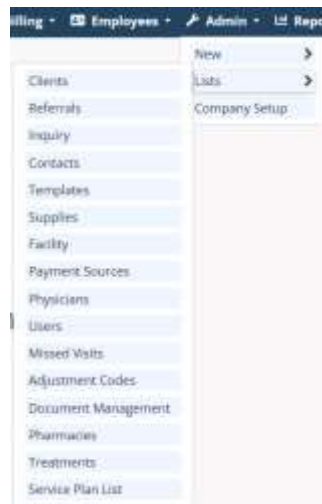 lling Employees Admin Repo
New
Lists
Company Setup
Clients
Referrals
Inquiry
Contacts
Templates
Supplies
Facility
Payment Sources
Physicians
Users
Missed Visits
Adjustment Codes
Document Management
Pharmacies
Treatments
Service Plan List